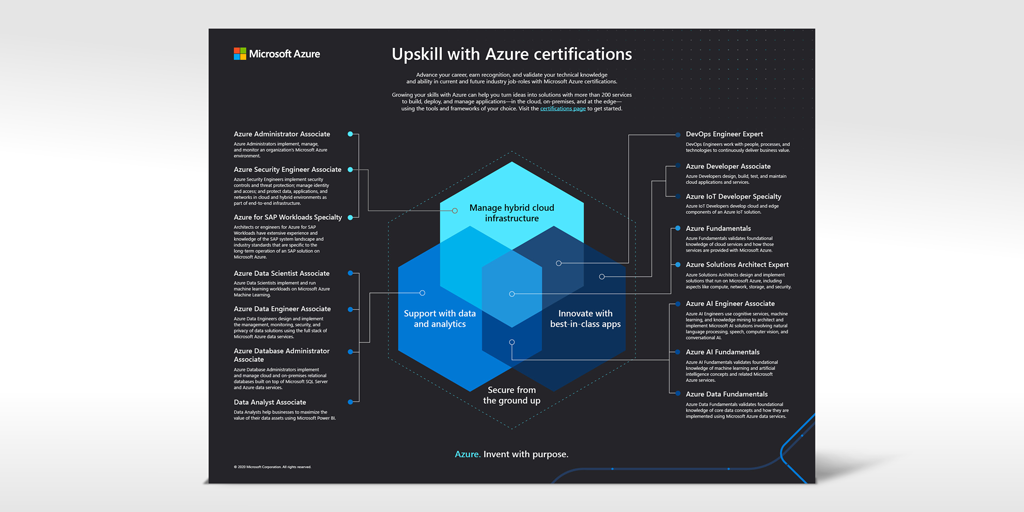 Microsoft Azure
Upskill with Azure certifications
Advance your career, earn recognition, and validate your technical knowledge
and ability in current and future industry job-roles with Microsoft Azure certifications.
Growing your skills with Azure can help you turn ideas into solutions with more than 200 services
to build, deploy, and manage applications—in the cloud, on-premises, and at the edge—
using the tools and frameworks of your choice. Visit the certifications page to get started.
Azure Administrator Associate
Azure Administrators implement, manage,
and monitor an organization's Microsoft Azure
environment.
Azure Security Engineer Associate
Azure Security Engineers implement security
controls and threat protection; manage identity
and access; and protect data, applications, and
networks in cloud and hybrid environments as
part of end-to-end infrastructure.
Azure for SAP Workloads Specialty
Architects or engineers for Azure for SAP
Workloads have extensive experience and
knowledge of the SAP system landscape and
industry standards that are specific to the
long-term operation of an SAP solution on
Microsoft Azure.
Azure Data Scientist Associate
Azure Data Scientists implement and run
machine learning workloads on Microsoft Azure
Machine Learning.
Azure Data Engineer Associate
Azure Data Engineers design and implement
the management, monitoring, security, and
privacy of data solutions using the full stack of
Microsoft Azure data services.
Azure Database Administrator
Associate
Azure Database Administrators implement
and manage cloud and on-premises relational
databases built on top of Microsoft SQL Server
and Azure data services.
Data Analyst Associate
Data Analysts help businesses to maximize the
value of their data assets using Microsoft Power BI.
Manage hybrid cloud
infrastructure
Support with data
and analytics
Innovate with
best-in-class apps
Secure from
the ground up
DevOps Engineer Expert
DevOps Engineers work with people, processes, and
technologies to continuously deliver business value.
Azure Developer Associate
Azure Developers design, build, test, and maintain
cloud applications and services.
Azure IoT Developer Specialty
Azure IoT Developers develop cloud and edge
components of an Azure IoT solution.
Azure Fundamentals
Azure Fundamentals validates foundational knowledge
of cloud services and how those
services are provided with Microsoft Azure.
Azure Solutions Architect Expert
Azure Solutions Architects design and implement
solutions that run on Microsoft Azure, including
aspects like compute, network, storage, and security.
Azure AI Engineer Associate
Azure AI Engineers use cognitive services, machine
learning, and knowledge mining to architect and
implement Microsoft AI solutions involving natural
language processing, speech, computer vision, and
conversational AI.
Azure AI Fundamentals
Azure AI Fundamentals validates foundational
knowledge of machine learning and artificial
intelligence concepts and related Microsoft
Azure services.
Azure Data Fundamentals
Azure Data Fundamentals validates foundational
knowledge of core data concepts and how they are
implemented using Microsoft Azure data services.
Azure. Invent with purpose.
© 2020 Microsoft Corporation. All rights reserved.